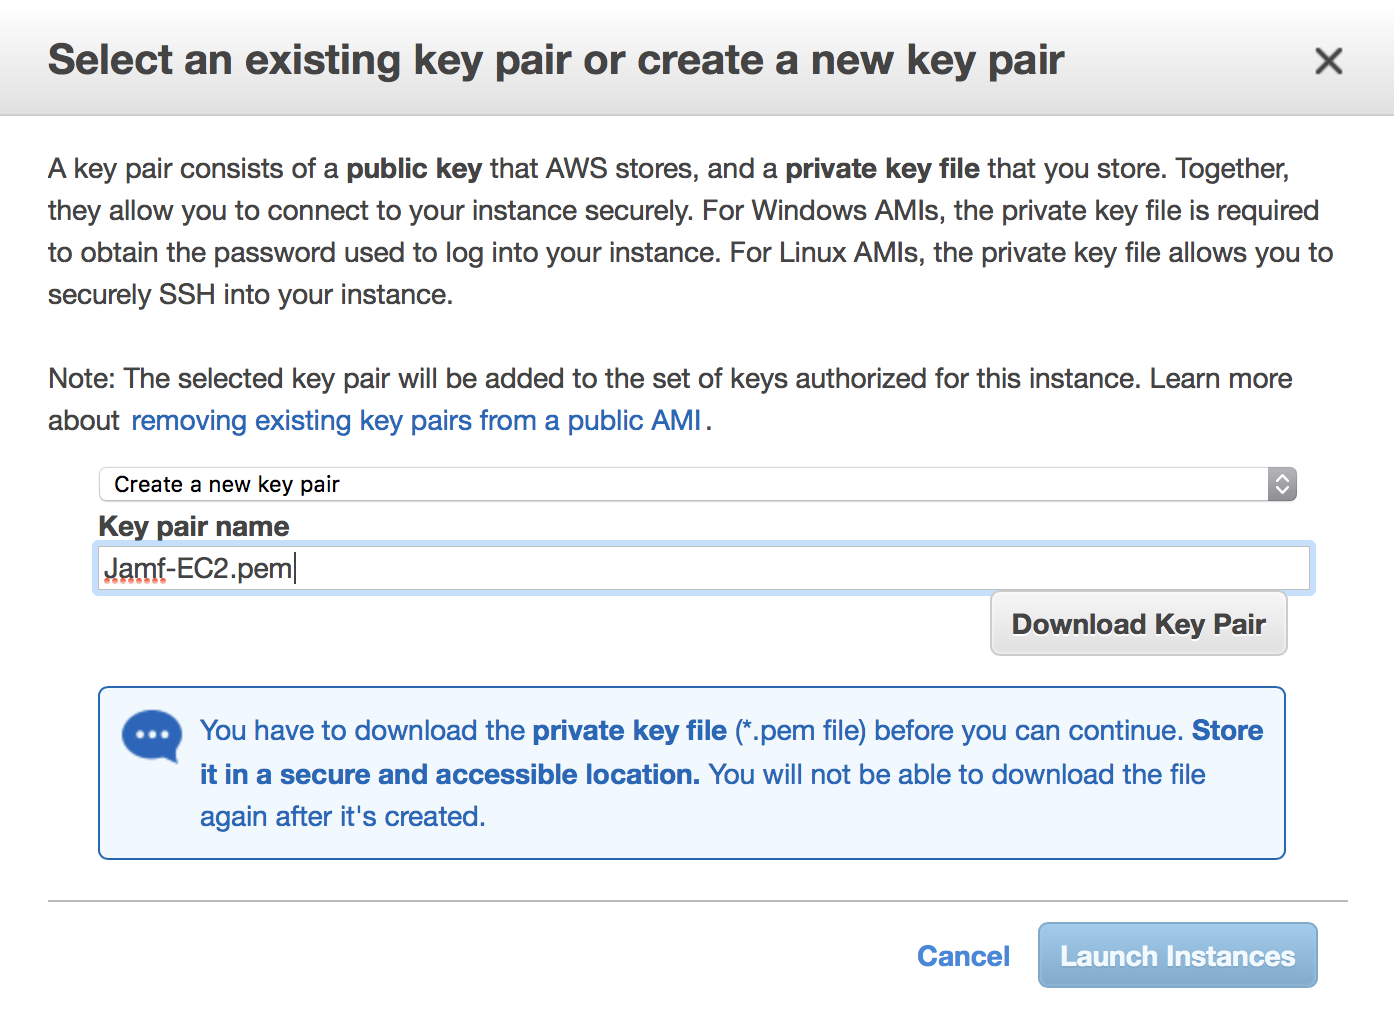 Select an existing key pair or create a new key pair
A key pair consists of a public key that AWS stores, and a private key file that you store. Together,
they allow you to connect to your instance securely. For Windows AMIs, the private key file is required
to obtain the password used to log into your instance. For Linux AMIs, the private key file allows you to
securely SSH into your instance.
Note: The selected key pair will be added to the set of keys authorized for this instance. Learn more
about removing existing key pairs from a public AMI.
Create a new key pair
Key pair name
Jamf-EC2.pem
Download Key Pair
You have to download the private key file (*.pem file) before you can continue. Store
it in a secure and accessible location. You will not be able to download the file
again after it's created.
Cancel
Launch Instances